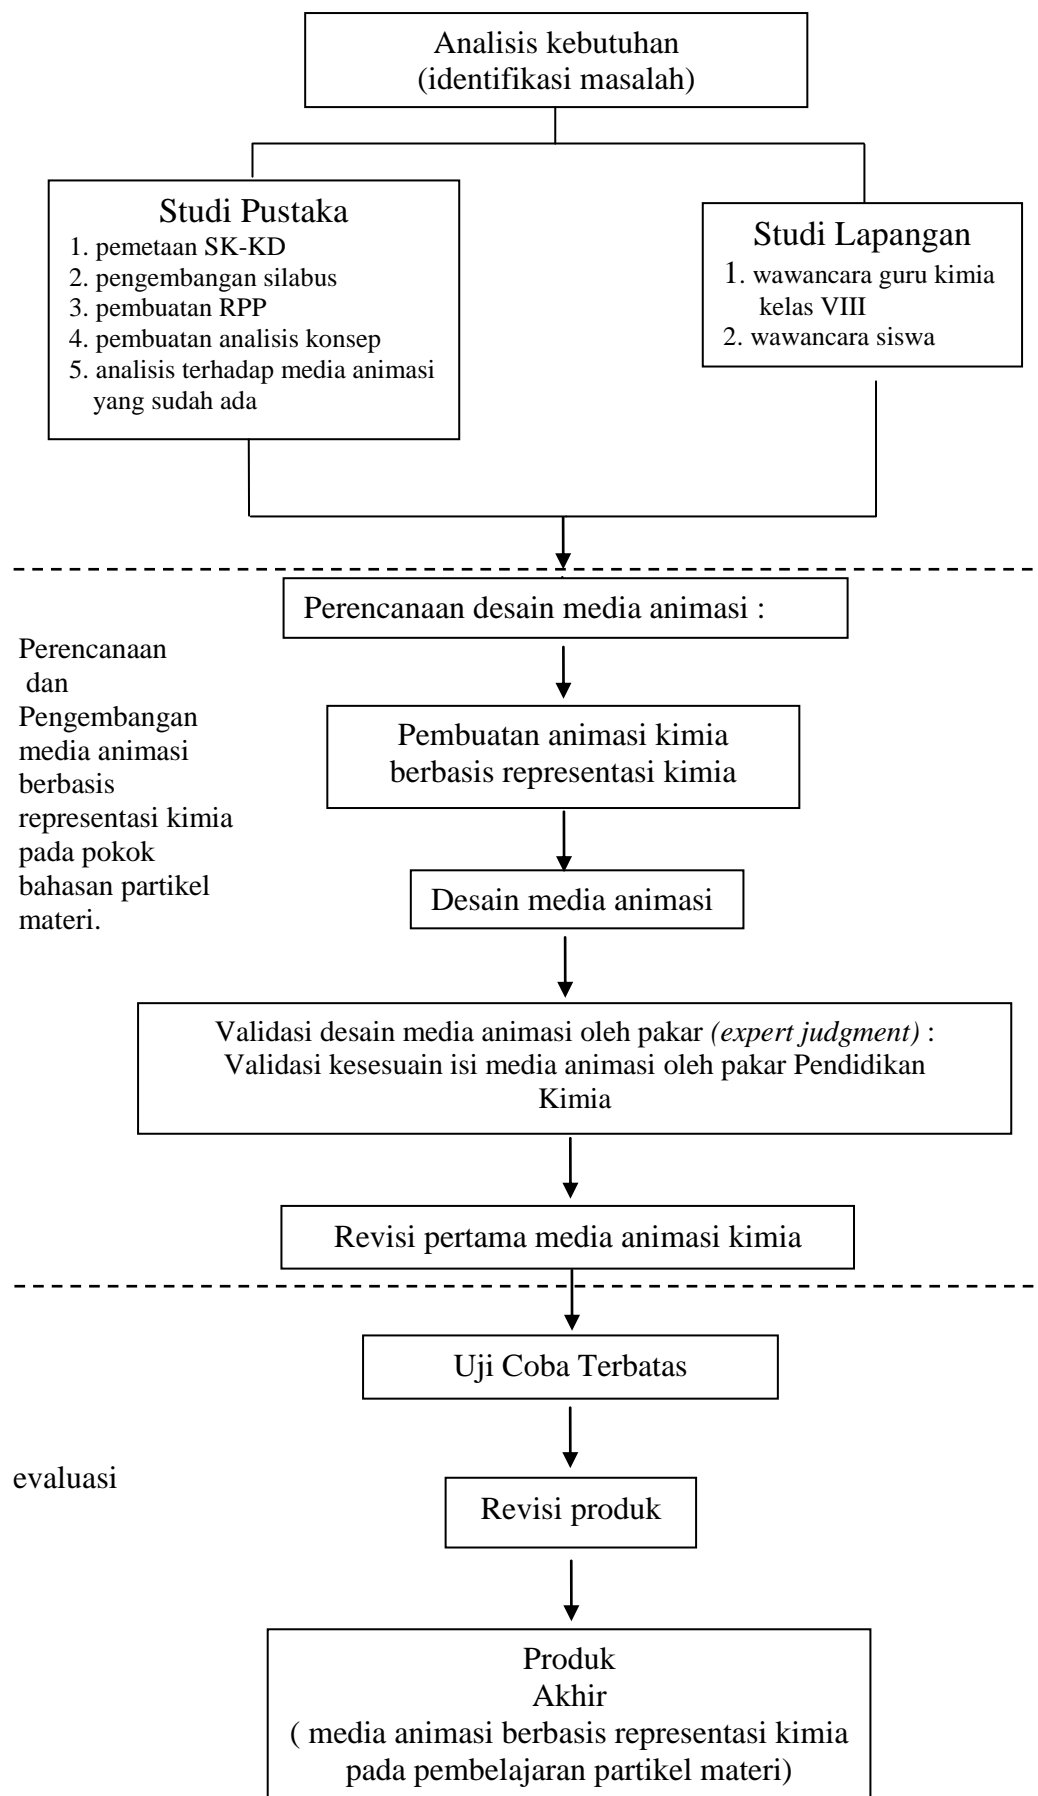 Analisis kebutuhan
(identifikasi masalah)
Studi Pustaka
1. pemetaan SK-KD
2. pengembangan silabus
3. pembuatan RPP
4. pembuatan analisis konsep
5. analisis terhadap media animasi
yang sudah ada
Studi Lapangan
1. wawancara guru kimia
kelas VIII
2. wawancara siswa
Perencanaan desain media animasi :
Perencanaan
dan
Pengembangan
media animasi
berbasis
representasi kimia
pada pokok
bahasan partikel
materi.
Pembuatan animasi kimia
berbasis representasi kimia
Desain media animasi
Validasi desain media animasi oleh pakar (expert judgment) :
Validasi kesesuain isi media animasi oleh pakar Pendidikan
Kimia
Revisi pertama media animasi kimia
Uji Coba Terbatas
evaluasi
Revisi produk
Produk
Akhir
( media animasi berbasis representasi kimia
pada pembelajaran partikel materi)